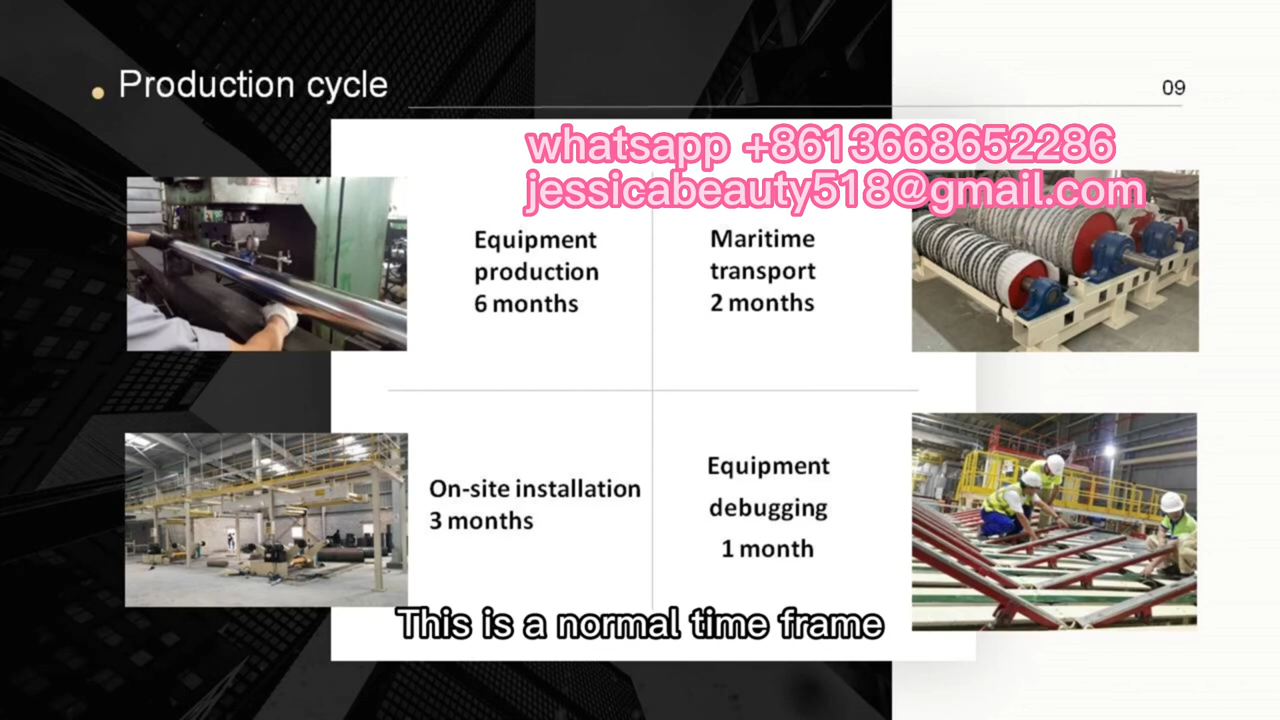 Production cycle
09
whatsapp +8613668652286
jessicabeauty518@gmail.com
Equipment
production
6 months
Maritime
transport
2 months
On-site installation
3 months
Equipment
debugging
1 month
This is a normal time frame